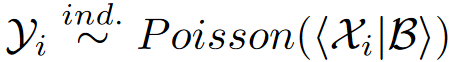 𝒴ᵢ ind.∼ Poisson(⟨𝒳ᵢ|ℬ⟩)